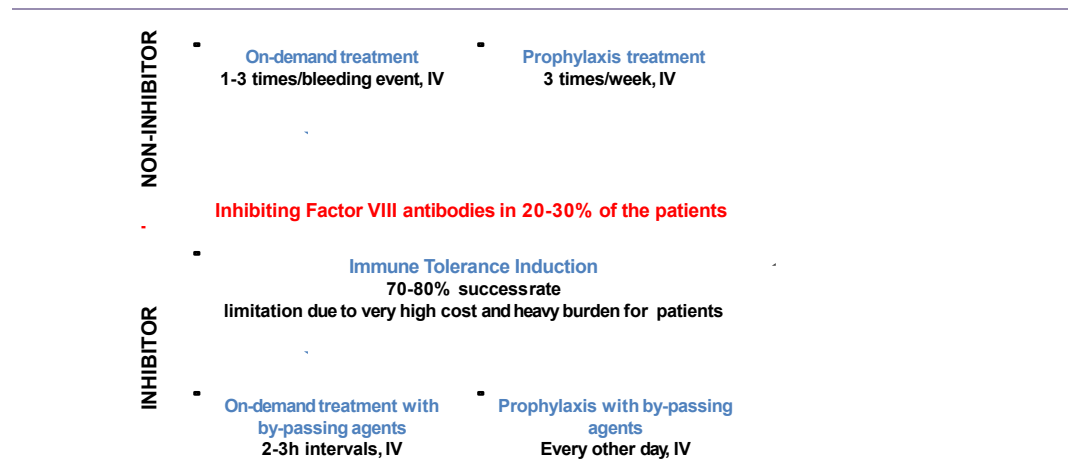 NON-INHIBITOR
On-demand treatment
1-3 times/bleeding event, IV
Prophylaxis treatment
3 times/week, IV
Inhibiting Factor VIII antibodies in 20-30% of the patients
INHIBITOR
Immune Tolerance Induction
70-80% successrate
limitation due to very high cost and heavy burden for patients
On-demand treatment with
by-passing agents
2-3h intervals, IV
Prophylaxis with by-passing
agents
Every other day, IV